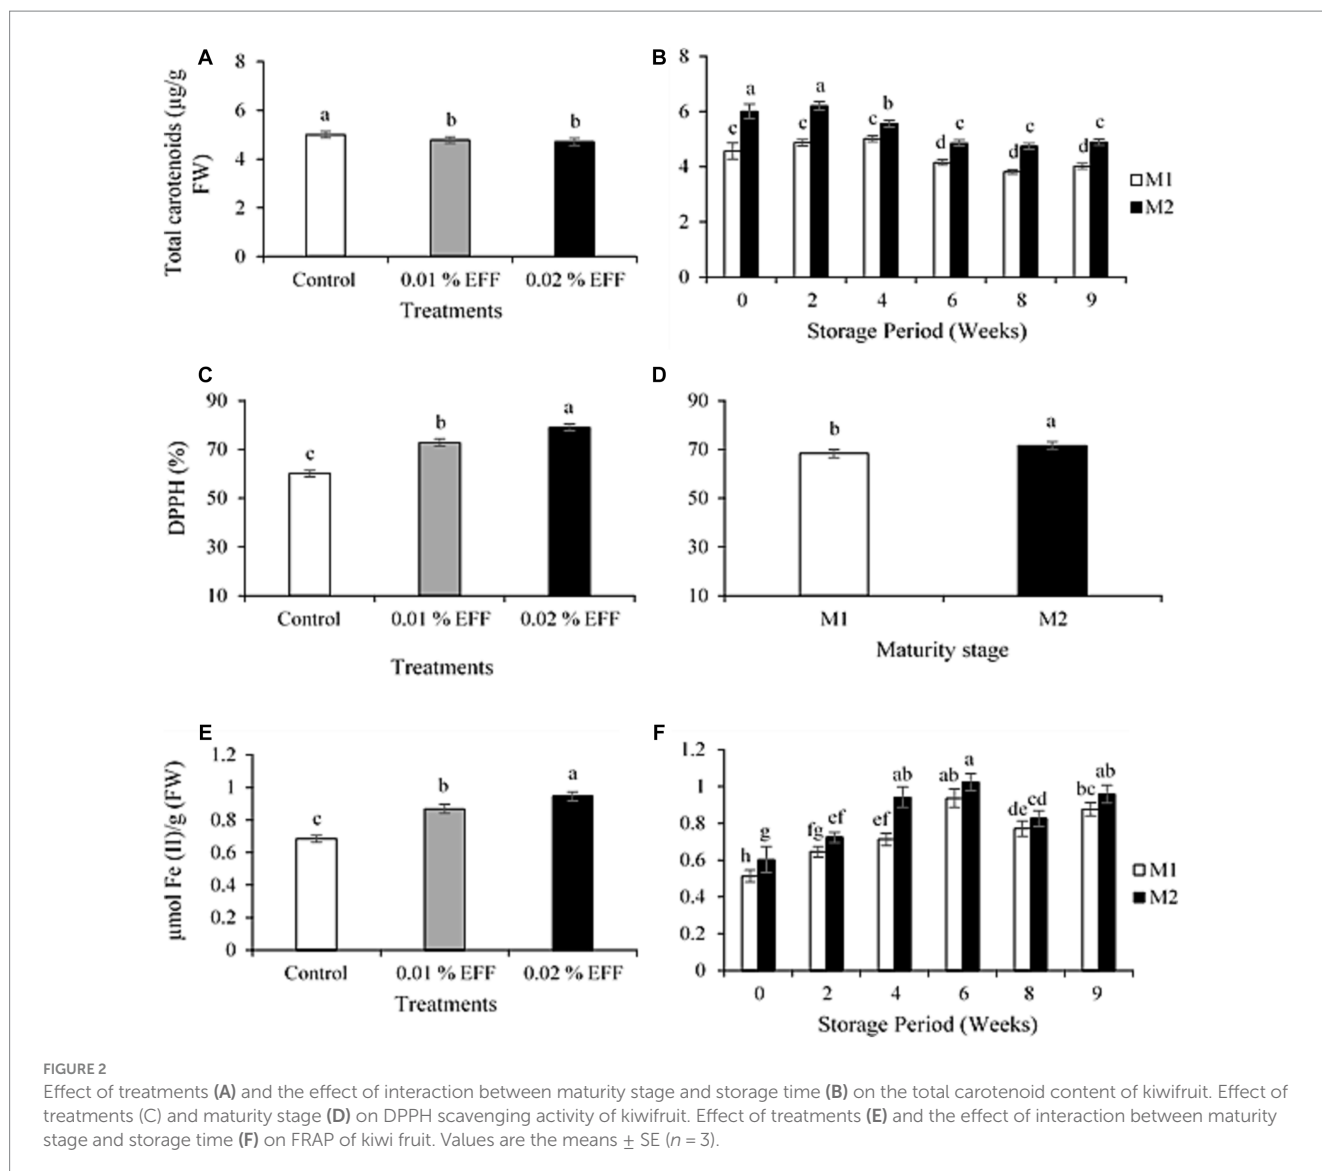 A
8
6
4
2
0
Total carotenoids (µg/g
FW)
a
b
b
Control
0.01 % EFF
0.02 % EFF
Treatments
B
8
6
4
2
0
c
a
c
a
c
b
d
c
d
c
d
c
0
2
4
6
8
9
Storage Period (Weeks)
M1
M2
C
90
70
50
30
10
DPPH (%)
c
b
a
Control
0.01 % EFF
0.02 % EFF
Treatments
D
90
70
50
30
10
b
a
M1
M2
Maturity stage
E
1.2
1
0.8
0.6
0.4
0.2
0
µmol Fe (II)/g (FW)
c
b
a
Control
0.01 % EFF
0.02 % EFF
Treatments
F
1.2
1
0.8
0.6
0.4
0.2
0
h
g
fg
ef
ef
ab
ab
a
de
cd
bc
ab
0
2
4
6
8
9
Storage Period (Weeks)
M1
M2
FIGURE 2
Effect of treatments (A) and the effect of interaction between maturity stage and storage time (B) on the total carotenoid content of kiwifruit. Effect of
treatments (C) and maturity stage (D) on DPPH scavenging activity of kiwifruit. Effect of treatments (E) and the effect of interaction between maturity
stage and storage time (F) on FRAP of kiwi fruit. Values are the means ± SE (n = 3).